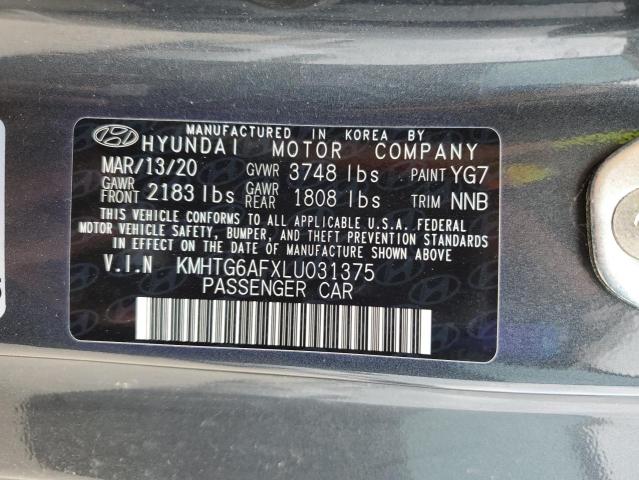 MANUFACTURED IN KOREA BY
HYUNDAI MOTOR COMPANY
MAR/13/20 GVWR 3748 lbs PAINT YG7
GAWR FRONT 2183 lbs GAWR REAR 1808 lbs TRIM NNB
THIS VEHICLE CONFORMS TO ALL APPLICABLE U.S.A. FEDERAL
MOTOR VEHICLE SAFETY, BUMPER, AND THEFT STANDARDS
IN EFFECT ON THE DATE OF MANUFACTURE SHOWN ABOVE
V.I.N KMHTG6AFXLU031375
PASSENGER CAR